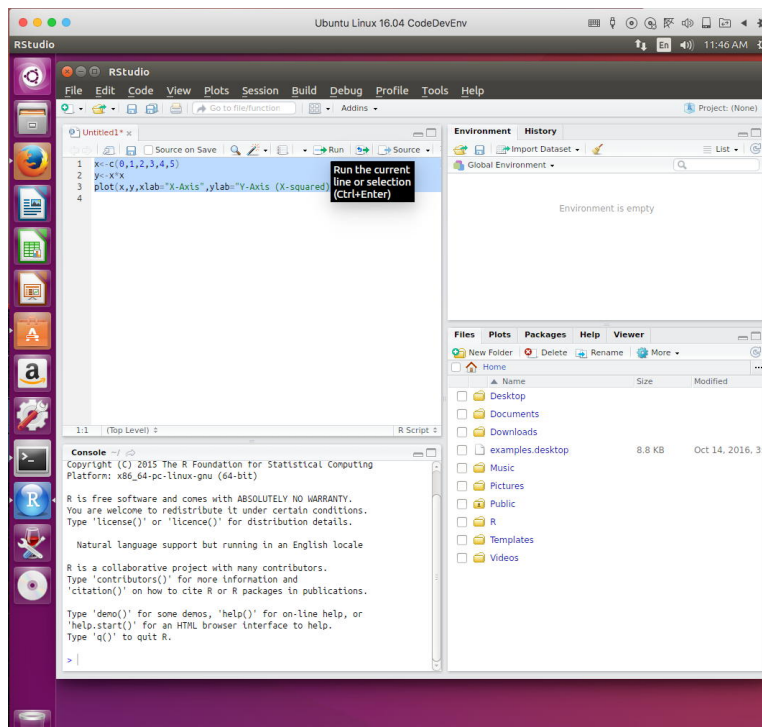 Ubuntu Linux 16.04 CodeDevEnv
RStudio
En
11:46 AM
RStudio
File Edit Code View Plots Session Build Debug Profile Tools Help
Go to file/function
Addins
Project: (None)
Untitled1*
Source on Save
Run
Source
1 x<-c(0,1,2,3,4,5)
2 y<-x*x
3 plot(x,y,xlab="X-Axis",ylab="Y-Axis (X-squared)
4
Run the current
line or selection
(Ctrl+Enter)
1:1 (Top Level) R Script
Console ~/
Copyright (C) 2015 The R Foundation for Statistical Computing
Platform: x86_64-pc-linux-gnu (64-bit)
R is free software and comes with ABSOLUTELY NO WARRANTY.
You are welcome to redistribute it under certain conditions.
Type 'license()' or 'licence()' for distribution details.
Natural language support but running in an English locale
R is a collaborative project with many contributors.
Type 'contributors()' for more information and
'citation()' on how to cite R or R packages in publications.
Type 'demo()' for some demos, 'help()' for on-line help, or
'help.start()' for an HTML browser interface to help.
Type 'q()' to quit R.
>
Environment History
Import Dataset
List
Global Environment
Environment is empty
Files Plots Packages Help Viewer
New Folder Delete Rename More
Home
Name Size Modified
Desktop
Documents
Downloads
examples.desktop 8.8 KB Oct 14, 2016, 3
Music
Pictures
Public
R
Templates
Videos